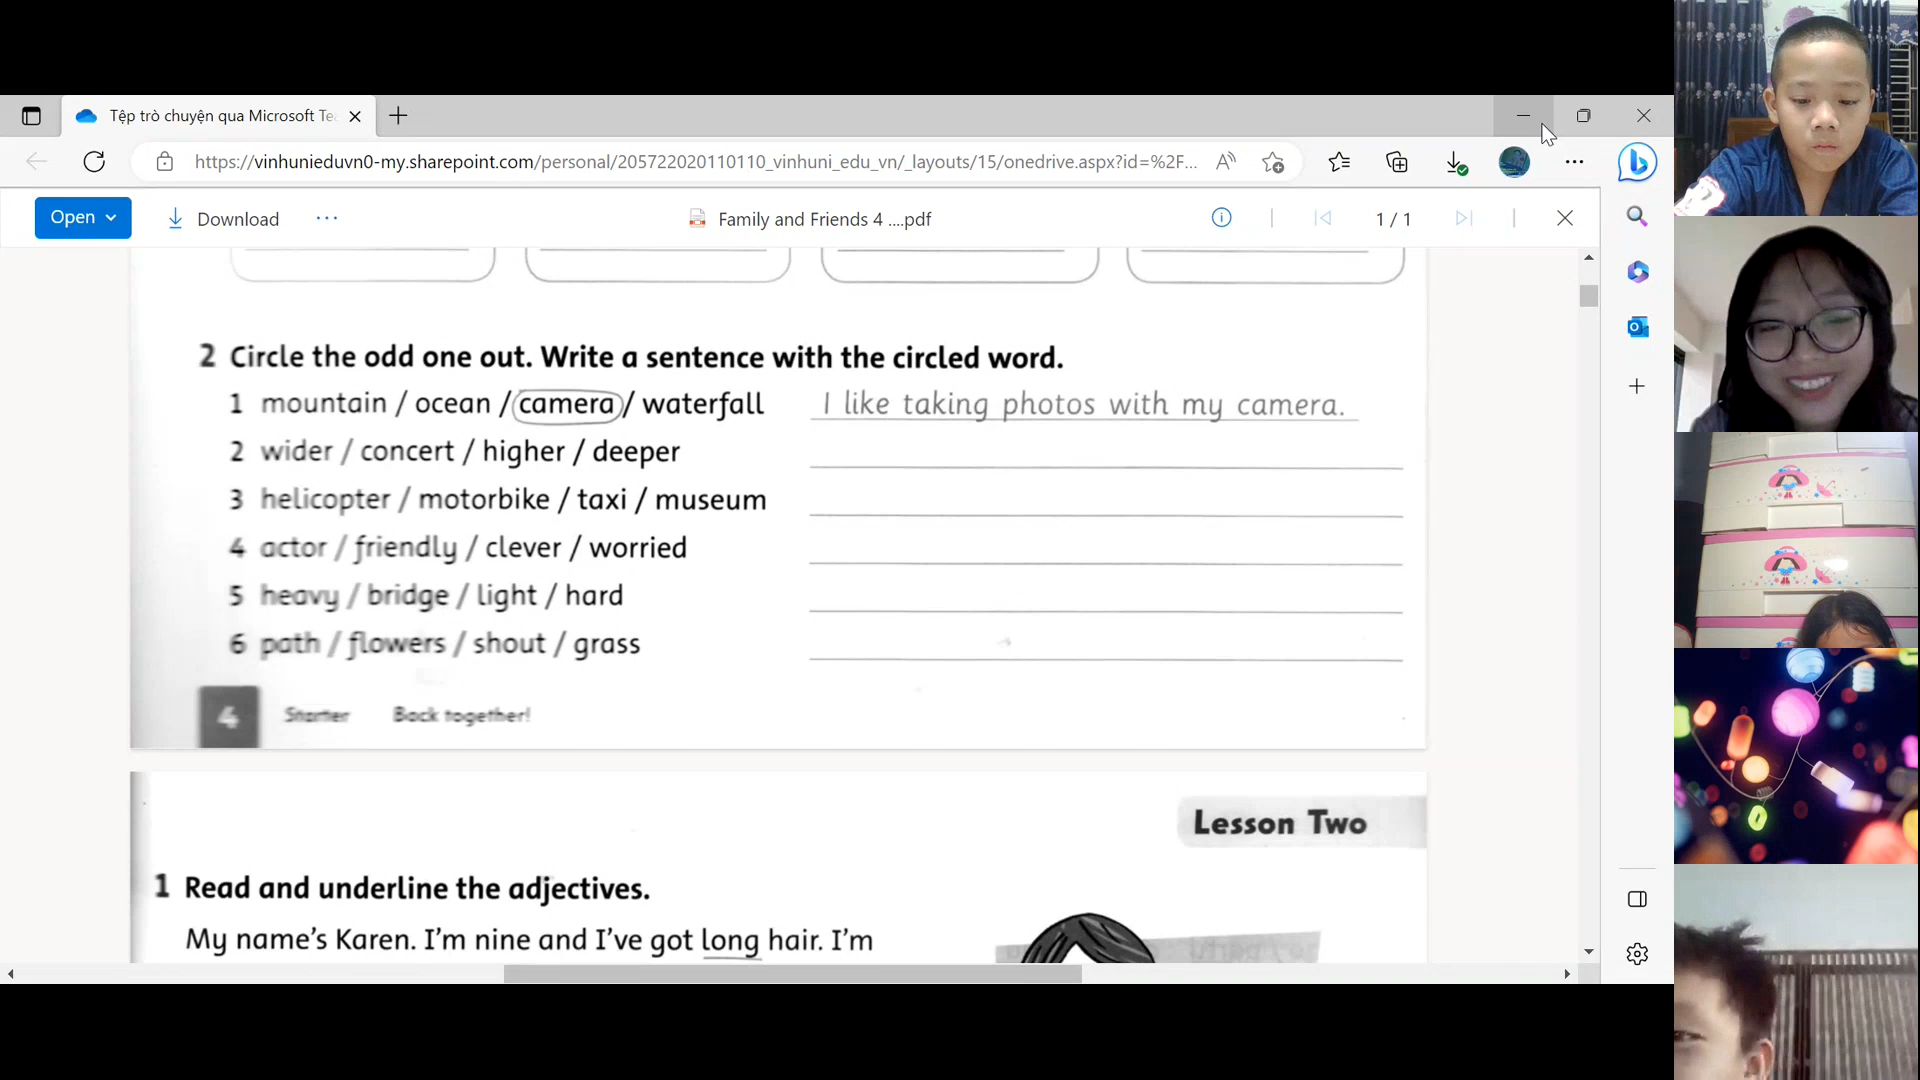 Tệp trò chuyện qua Microsoft Te
https://vinhunieduvn0-my.sharepoint.com/personal/205722020110110_vinhuni_edu_vn/_layouts/15/onedrive.aspx?id=%2F...
Open
Download
Family and Friends 4 ....pdf
1 / 1
2 Circle the odd one out. Write a sentence with the circled word.
1 mountain / ocean / camera / waterfall I like taking photos with my camera.
2 wider / concert / higher / deeper
3 helicopter / motorbike / taxi / museum
4 actor / friendly / clever / worried
5 heavy / bridge / light / hard
6 path / flowers / shout / grass
4 Starter Back together!
Lesson Two
1 Read and underline the adjectives.
My name's Karen. I'm nine and I've got long hair. I'm